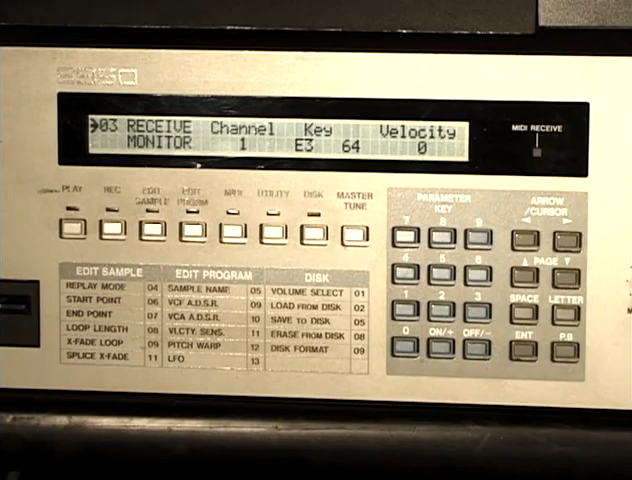 03 RECEIVE Channel Key Velocity
MONITOR 1 E3 64 0
MIDI RECEIVE
PLAY REC EDIT SAMPLE EDIT PROGRAM MIDI UTILITY DISK MASTER TUNE
PARAMETER KEY
7 8 9
4 5 6
1 2 3
0 ON/+ OFF/-
ARROW
/CURSOR
PAGE
SPACE LETTER
ENT P.B
EDIT SAMPLE
REPLAY MODE 04
START POINT 06
END POINT 07
LOOP LENGTH 08
X-FADE LOOP 09
SPLICE X-FADE 11
EDIT PROGRAM
SAMPLE NAME 05
VCF A.D.S.R. 09
VCA A.D.S.R. 10
VLCTY. SENS. 11
PITCH WARP 12
LFO 13
DISK
VOLUME SELECT 01
LOAD FROM DISK 02
SAVE TO DISK 05
ERASE FROM DISK 08
DISK FORMAT 09